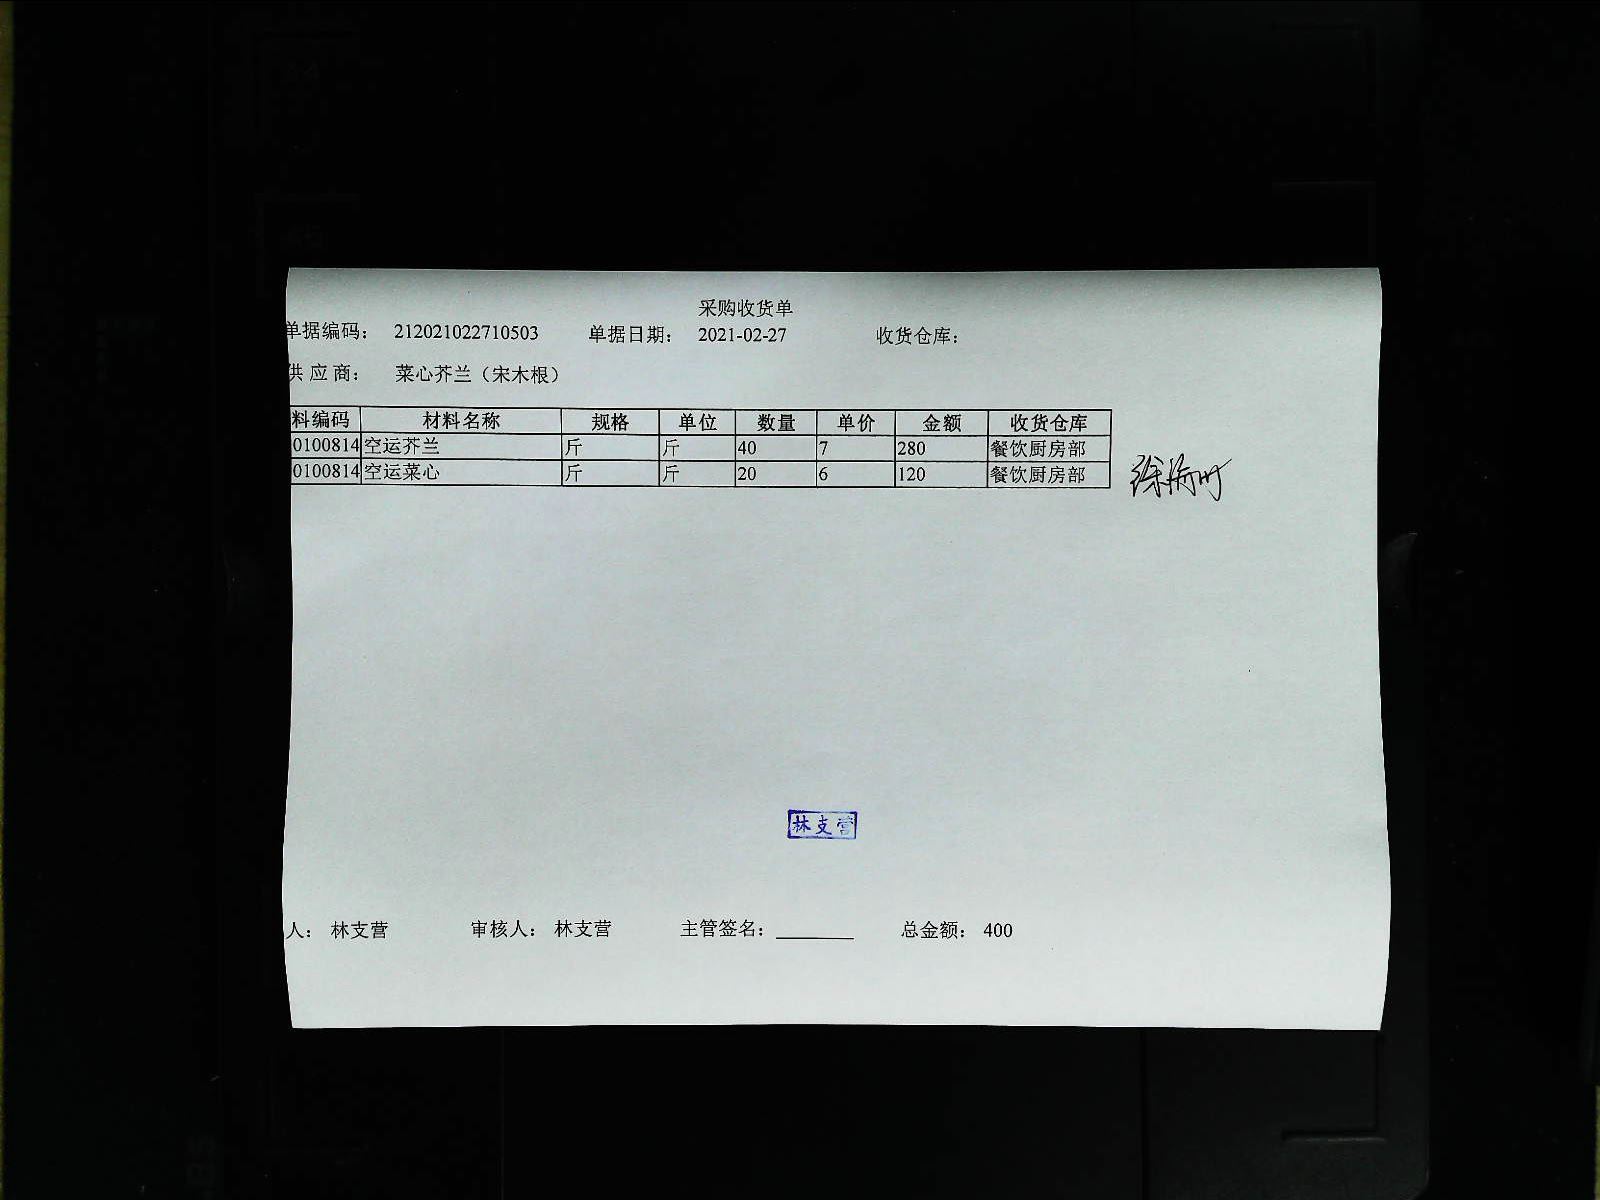 采购收货单
单据编码： 212021022710503 单据日期： 2021-02-27 收货仓库：
供应商： 菜心芥兰（宋木根）
料编码 材料名称 规格 单位 数量 单价 金额 收货仓库
0100814 空运芥兰 斤 斤 40 7 280 餐饮厨房部
0100814 空运菜心 斤 斤 20 6 120 餐饮厨房部
林支营
人： 林支营 审核人： 林支营 主管签名： 总金额： 400